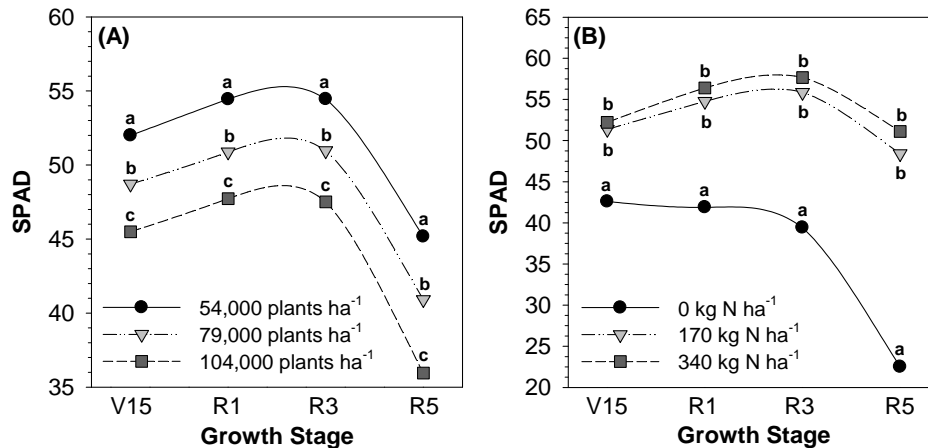 (A)
60
55
50
45
40
35
SPAD
a
a
a
a
b
b
b
b
c
c
c
c
54,000 plants ha⁻¹
79,000 plants ha⁻¹
104,000 plants ha⁻¹
V15 R1 R3 R5
Growth Stage
(B)
65
60
55
50
45
40
35
30
25
20
SPAD
b
b
b
b
b
b
b
b
a
a
a
a
0 kg N ha⁻¹
170 kg N ha⁻¹
340 kg N ha⁻¹
V15 R1 R3 R5
Growth Stage